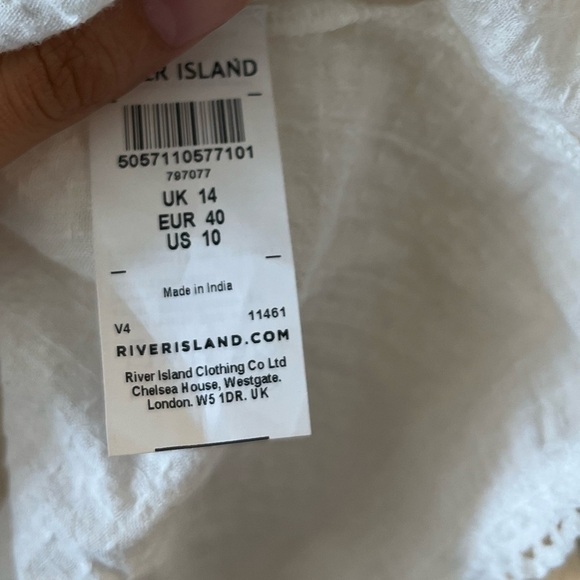 ER ISLAND
5057110577101
797077
UK 14
EUR 40
US 10
Made in India
V4 11461
RIVERISLAND.COM
River Island Clothing Co Ltd
Chelsea House, Westgate.
London. W5 1DR. UK